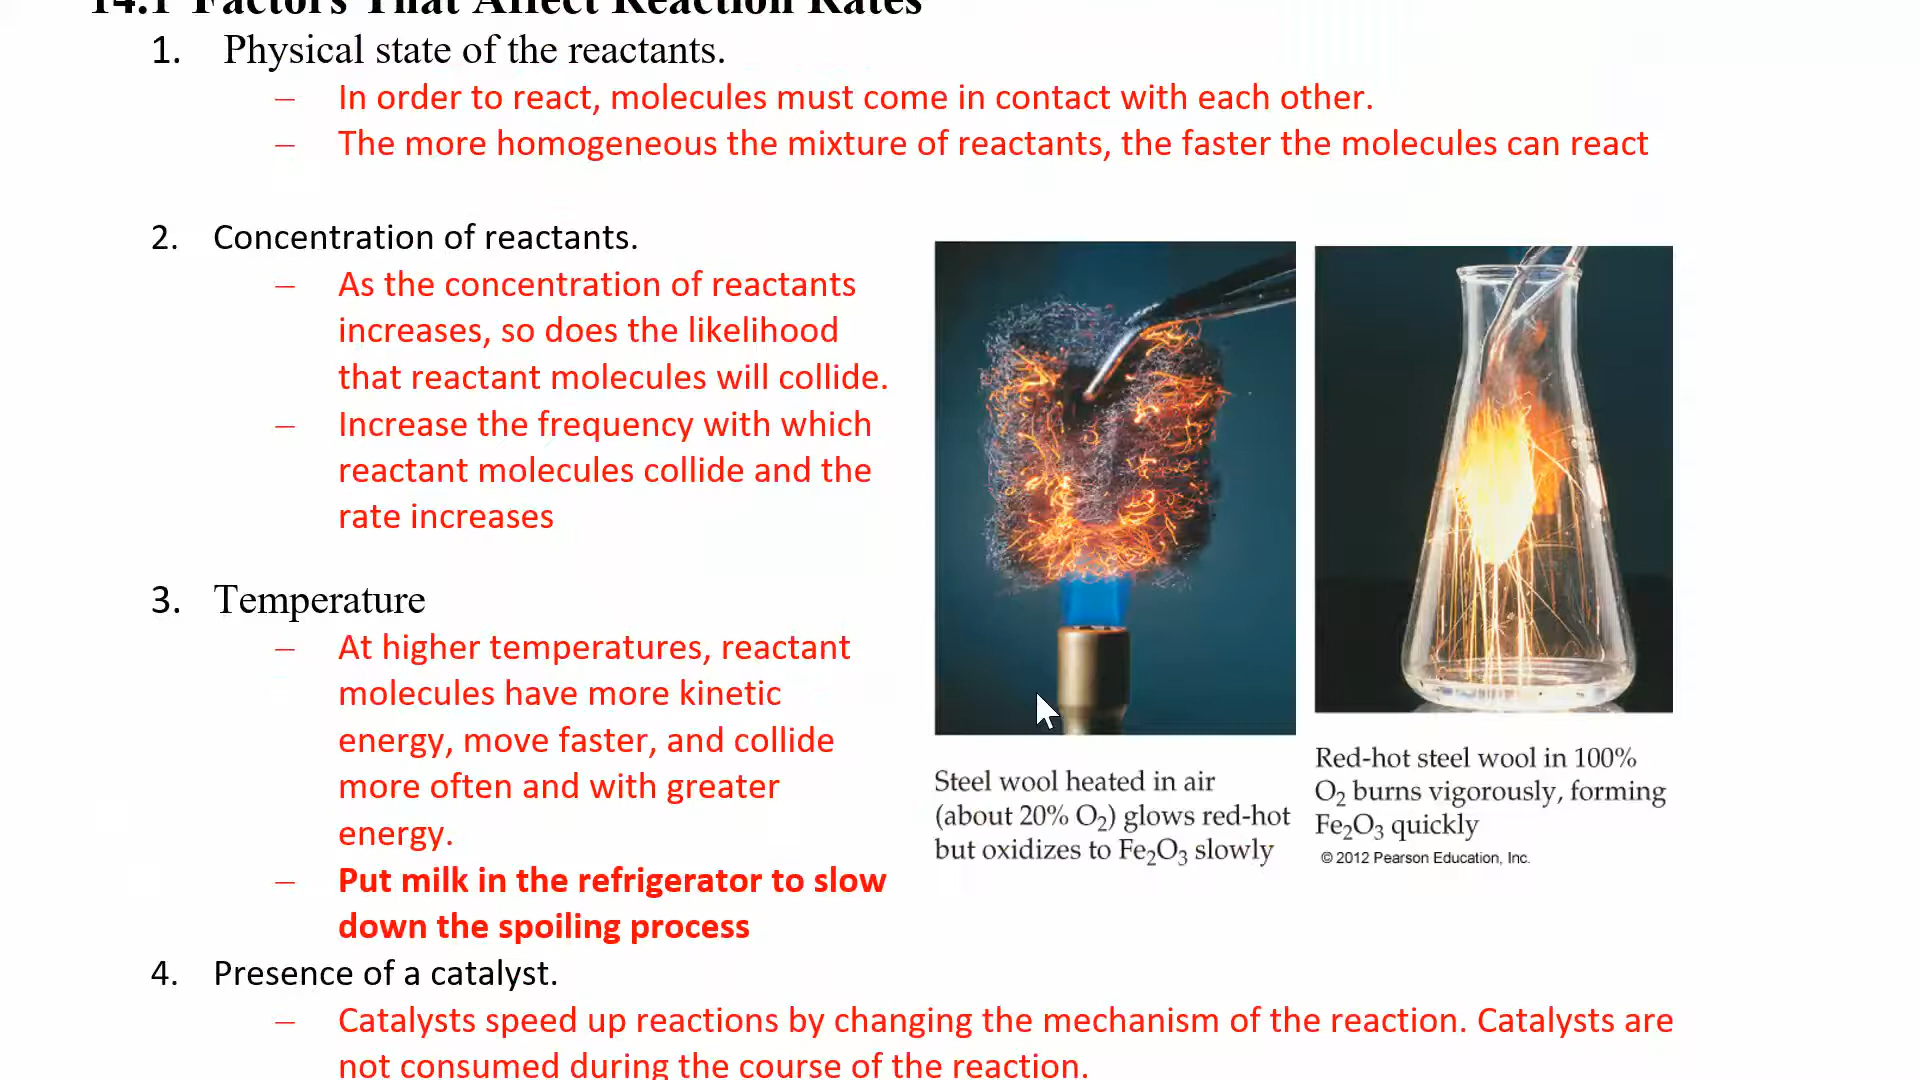 14.1 Factors That Affect Reaction Rates
1. Physical state of the reactants.
– In order to react, molecules must come in contact with each other.
– The more homogeneous the mixture of reactants, the faster the molecules can react
2. Concentration of reactants.
– As the concentration of reactants
increases, so does the likelihood
that reactant molecules will collide.
– Increase the frequency with which
reactant molecules collide and the
rate increases
3. Temperature
– At higher temperatures, reactant
molecules have more kinetic
energy, move faster, and collide
more often and with greater
energy.
– Put milk in the refrigerator to slow
down the spoiling process
Steel wool heated in air
(about 20% O₂) glows red-hot
but oxidizes to Fe₂O₃ slowly
Red-hot steel wool in 100%
O₂ burns vigorously, forming
Fe₂O₃ quickly
© 2012 Pearson Education, Inc.
4. Presence of a catalyst.
– Catalysts speed up reactions by changing the mechanism of the reaction. Catalysts are
not consumed during the course of the reaction.